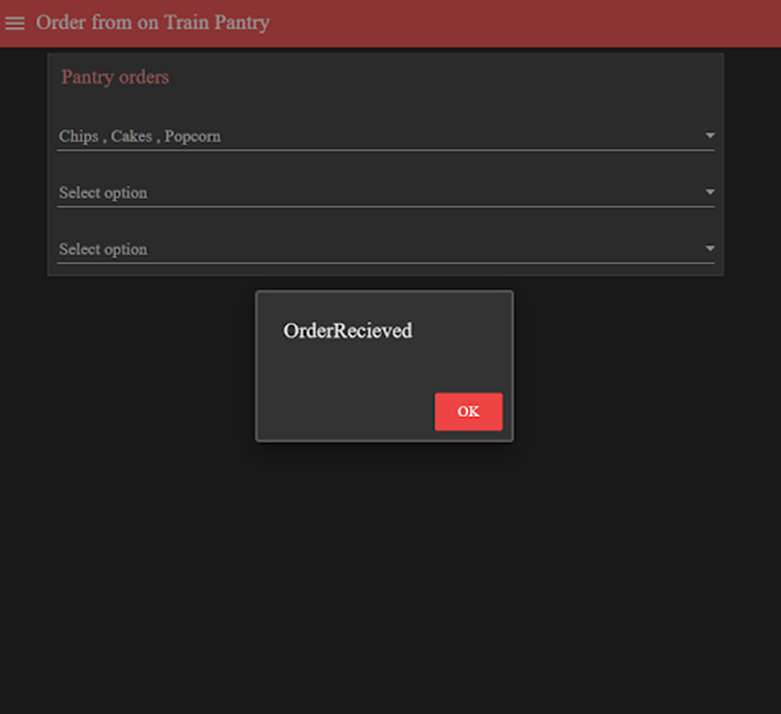 Order from on Train Pantry
Pantry orders
Chips , Cakes , Popcorn
Select option
Select option
OrderRecieved
OK